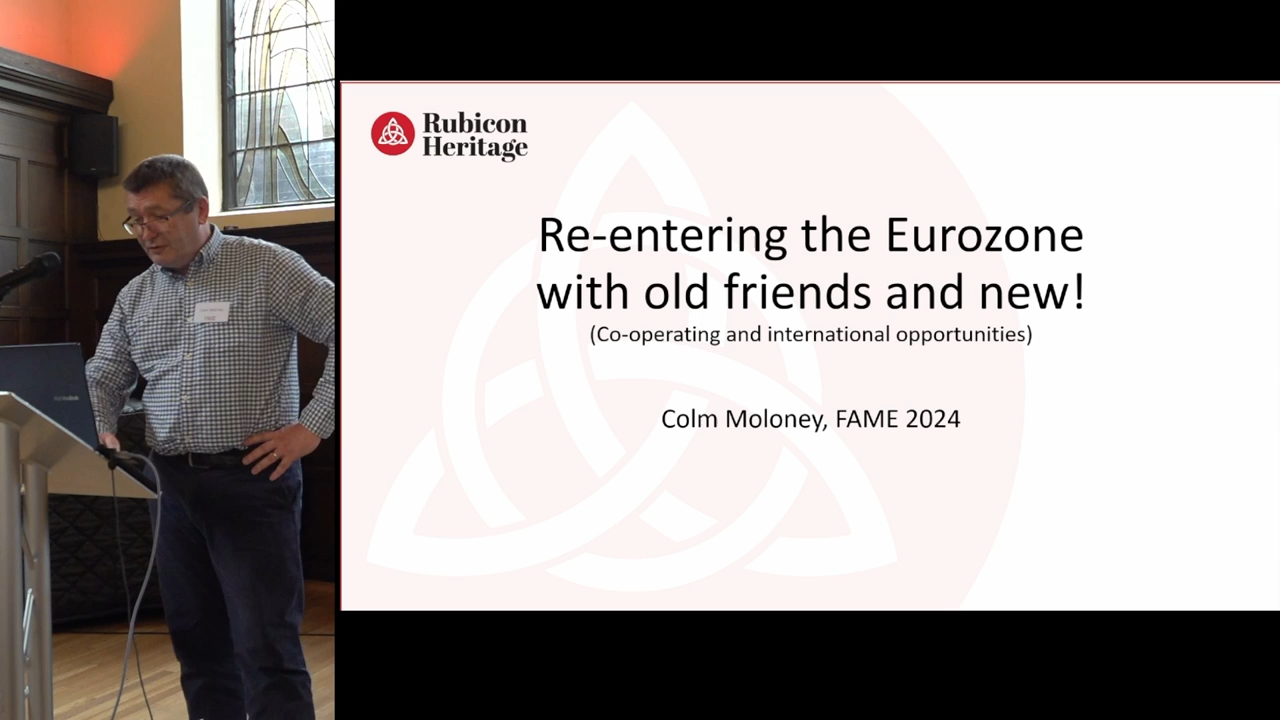 Rubicon
Heritage
Re-entering the Eurozone
with old friends and new!
(Co-operating and international opportunities)
Colm Moloney, FAME 2024